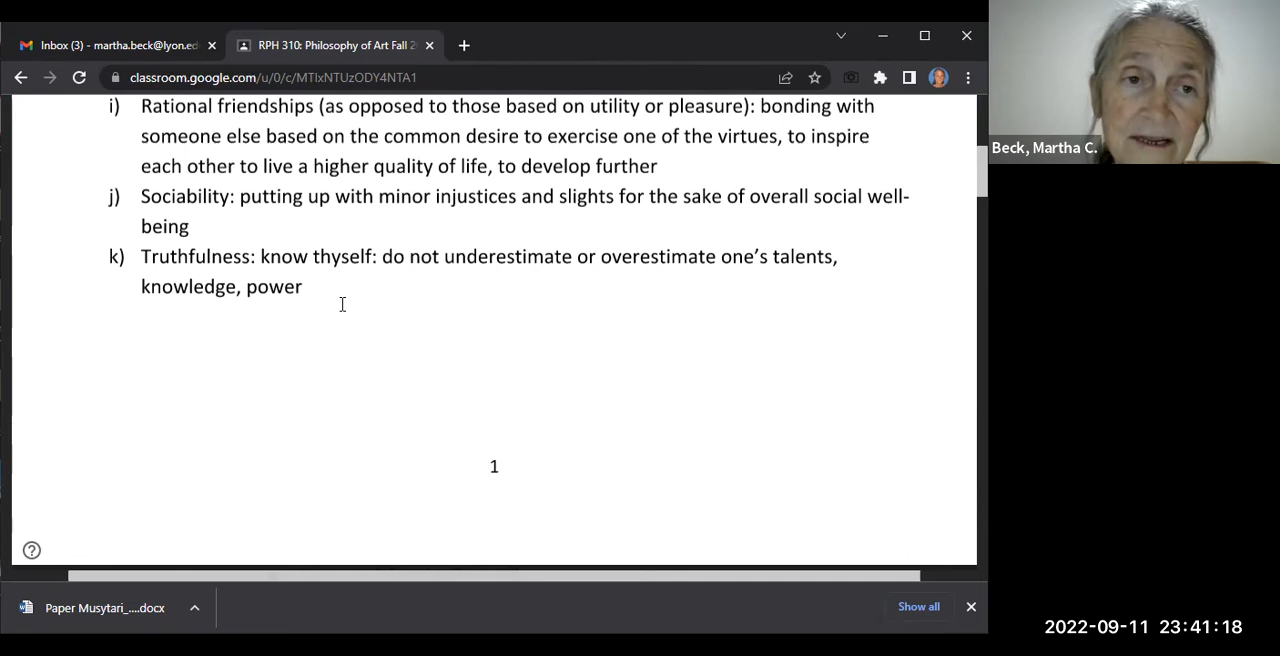 Inbox (3) - martha.beck@lyon.ed
RPH 310: Philosophy of Art Fall 2
classroom.google.com/u/0/c/MTIxNTUzODY4NTA1
i) Rational friendships (as opposed to those based on utility or pleasure): bonding with
someone else based on the common desire to exercise one of the virtues, to inspire
each other to live a higher quality of life, to develop further
j) Sociability: putting up with minor injustices and slights for the sake of overall social well-
being
k) Truthfulness: know thyself: do not underestimate or overestimate one's talents,
knowledge, power
1
Beck, Martha C.
Paper Musytari_....docx
Show all
2022-09-11 23:41:18